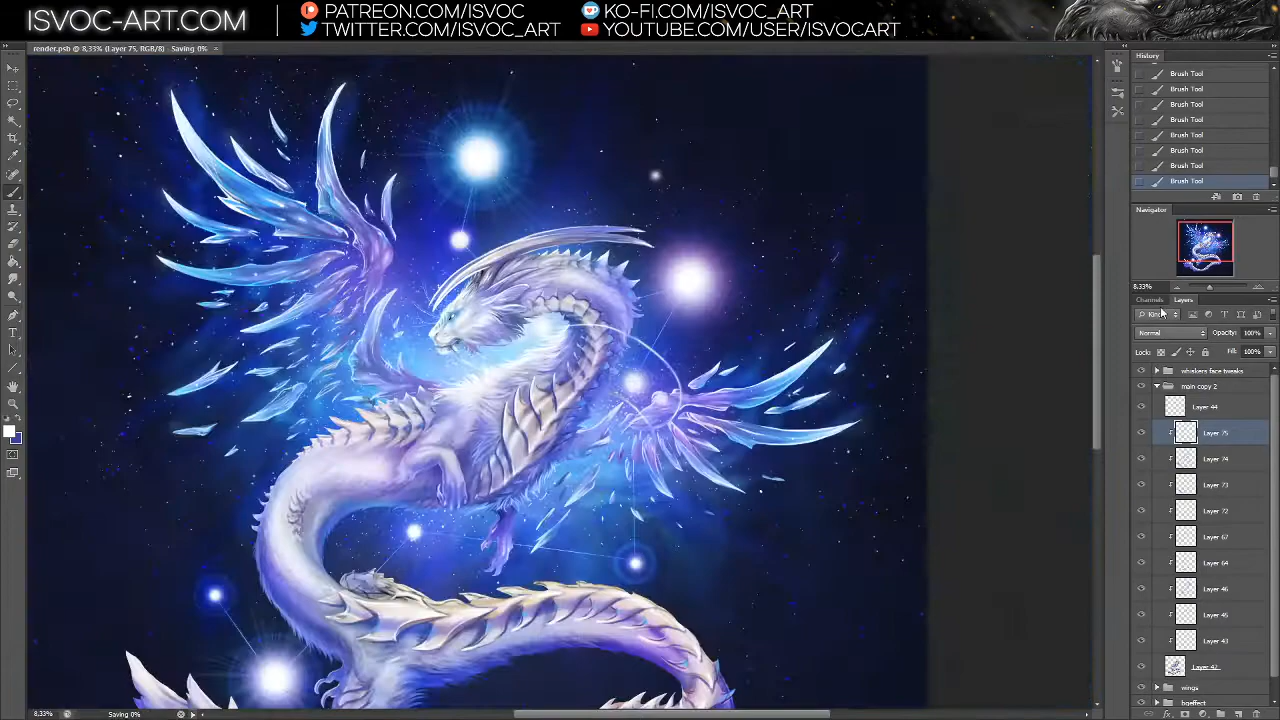 ISVOC-ART.COM
PATREON.COM/ISVOC
KO-FI.COM/ISVOC_ART
TWITTER.COM/ISVOC_ART
YOUTUBE.COM/USER/ISVOCART
render.psb @ 8,33% (Layer 75, RGB/8) - Saving 0% ×
History
Brush Tool
Brush Tool
Brush Tool
Brush Tool
Brush Tool
Brush Tool
Brush Tool
Brush Tool
Navigator
8.33%
Channels Layers
Kind
Normal Opacity: 100%
Lock: Fill: 100%
whiskers face tweaks
main copy 2
Layer 44
Layer 75
Layer 74
Layer 73
Layer 72
Layer 67
Layer 64
Layer 46
Layer 45
Layer 43
Layer 42
wings
bgeffect
8.33% Saving 0%